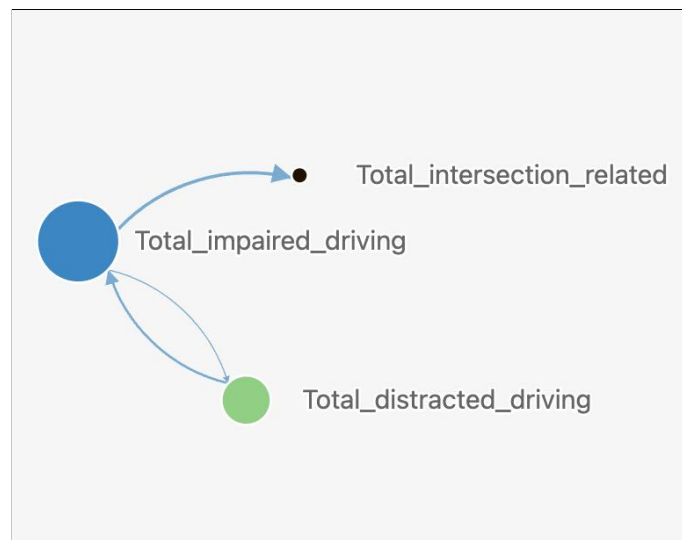 Total_intersection_related
Total_impaired_driving
Total_distracted_driving